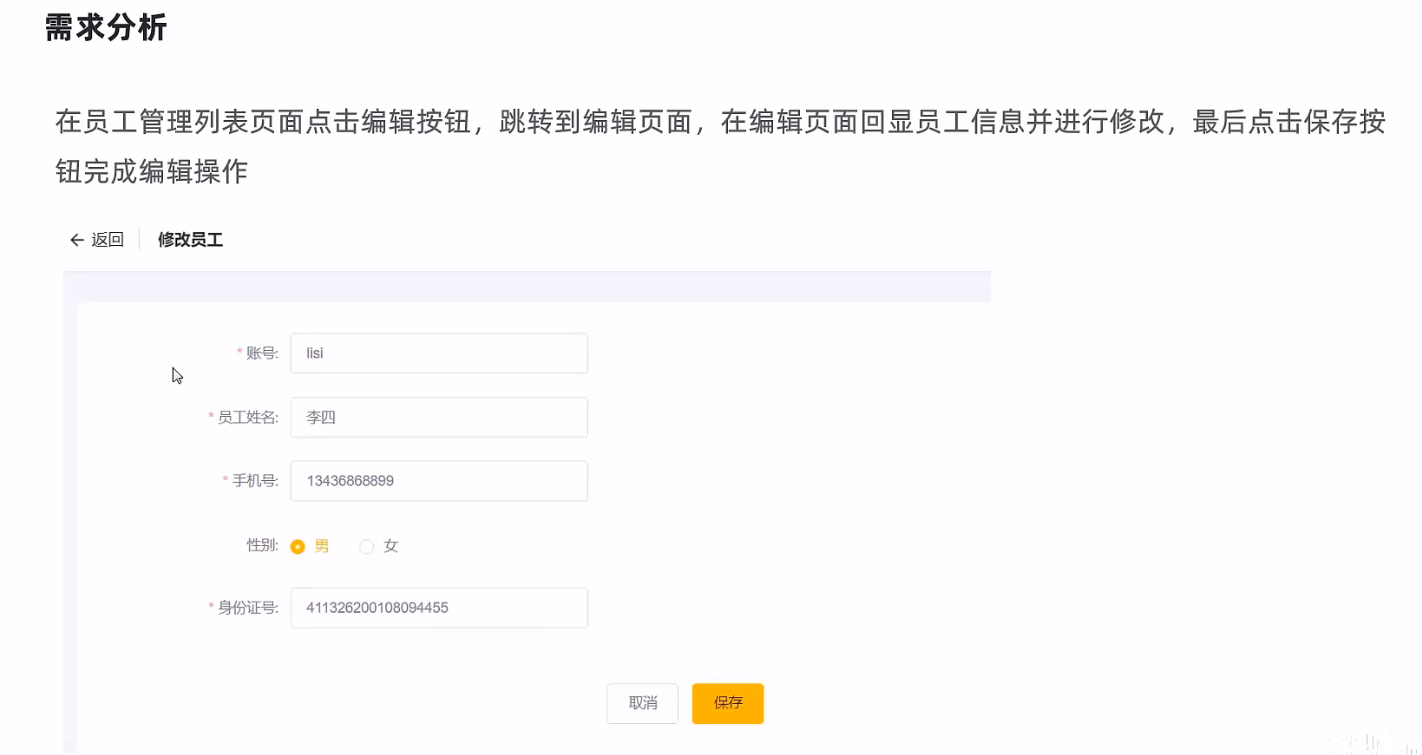 需求分析
在员工管理列表页面点击编辑按钮，跳转到编辑页面，在编辑页面回显员工信息并进行修改，最后点击保存按
钮完成编辑操作
← 返回 修改员工
* 账号: lisi
* 员工姓名: 李四
* 手机号: 13436868899
性别: 男 女
* 身份证号: 411326200108094455
取消 保存